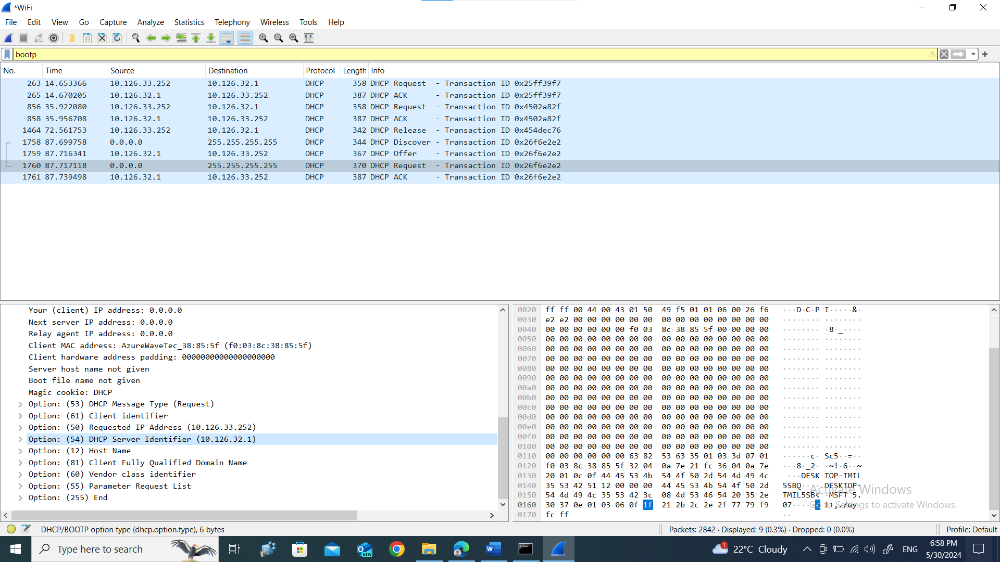 *WiFi
File Edit View Go Capture Analyze Statistics Telephony Wireless Tools Help
bootp
No. Time Source Destination Protocol Length Info
263 14.653366 10.126.33.252 10.126.32.1 DHCP 358 DHCP Request - Transaction ID 0x25ff39f7
265 14.670205 10.126.32.1 10.126.33.252 DHCP 387 DHCP ACK - Transaction ID 0x25ff39f7
856 35.922080 10.126.33.252 10.126.32.1 DHCP 358 DHCP Request - Transaction ID 0x4502a82f
858 35.956708 10.126.32.1 10.126.33.252 DHCP 387 DHCP ACK - Transaction ID 0x4502a82f
1464 72.561753 10.126.33.252 10.126.32.1 DHCP 342 DHCP Release - Transaction ID 0x454dec76
1758 87.699758 0.0.0.0 255.255.255.255 DHCP 344 DHCP Discover - Transaction ID 0x26f6e2e2
1759 87.716341 10.126.32.1 10.126.33.252 DHCP 367 DHCP Offer - Transaction ID 0x26f6e2e2
1760 87.717118 0.0.0.0 255.255.255.255 DHCP 370 DHCP Request - Transaction ID 0x26f6e2e2
1761 87.739498 10.126.32.1 10.126.33.252 DHCP 387 DHCP ACK - Transaction ID 0x26f6e2e2
Your (client) IP address: 0.0.0.0
Next server IP address: 0.0.0.0
Relay agent IP address: 0.0.0.0
Client MAC address: AzureWaveTec_38:85:5f (f0:03:8c:38:85:5f)
Client hardware address padding: 00000000000000000000
Server host name not given
Boot file name not given
Magic cookie: DHCP
Option: (53) DHCP Message Type (Request)
Option: (61) Client identifier
Option: (50) Requested IP Address (10.126.33.252)
Option: (54) DHCP Server Identifier (10.126.32.1)
Option: (12) Host Name
Option: (81) Client Fully Qualified Domain Name
Option: (60) Vendor class identifier
Option: (55) Parameter Request List
Option: (255) End
0020 ff ff 00 44 00 43 01 50 49 f5 01 01 06 00 26 f6 ···D·C·P I·····&·
0030 e2 e2 00 00 00 00 00 00 00 00 00 00 00 00 00 00 ········ ········
0040 00 00 00 00 00 00 f0 03 8c 38 85 5f 00 00 00 00 ········ ·8·_····
0050 00 00 00 00 00 00 00 00 00 00 00 00 00 00 00 00 ········ ········
0060 00 00 00 00 00 00 00 00 00 00 00 00 00 00 00 00 ········ ········
0070 00 00 00 00 00 00 00 00 00 00 00 00 00 00 00 00 ········ ········
0080 00 00 00 00 00 00 00 00 00 00 00 00 00 00 00 00 ········ ········
0090 00 00 00 00 00 00 00 00 00 00 00 00 00 00 00 00 ········ ········
00a0 00 00 00 00 00 00 00 00 00 00 00 00 00 00 00 00 ········ ········
00b0 00 00 00 00 00 00 00 00 00 00 00 00 00 00 00 00 ········ ········
00c0 00 00 00 00 00 00 00 00 00 00 00 00 00 00 00 00 ········ ········
00d0 00 00 00 00 00 00 00 00 00 00 00 00 00 00 00 00 ········ ········
00e0 00 00 00 00 00 00 00 00 00 00 00 00 00 00 00 00 ········ ········
00f0 00 00 00 00 00 00 00 00 00 00 00 00 00 00 00 00 ········ ········
0100 00 00 00 00 00 00 00 00 00 00 00 00 00 00 00 00 ········ ········
0110 00 00 00 00 00 00 63 82 53 63 35 01 03 3d 07 01 ······c· Sc5··=··
0120 f0 03 8c 38 85 5f 32 04 0a 7e 21 fc 36 04 0a 7e ···8·_2· ·~!·6··~
0130 20 01 0c 0f 44 45 53 4b 54 4f 50 2d 54 4d 49 4c ···DESK TOP-TMIL
0140 35 53 42 51 12 00 00 00 44 45 53 4b 54 4f 50 2d 5SBQ···· DESKTOP-
0150 54 4d 49 4c 35 53 42 3c 08 4d 53 46 54 20 35 2e TMIL5SB< ·MSFT 5.
0160 30 37 0e 01 03 06 0f 1f 21 2b 2c 2e 2f 77 79 f9 07······ !+,./wy·
0170 fc ff ··
Activate Windows
Go to Settings to activate Windows.
DHCP/BOOTP option type (dhcp.option.type), 6 bytes Packets: 2842 · Displayed: 9 (0.3%) · Dropped: 0 (0.0%) Profile: Default
Type here to search NEW 1 22°C Cloudy ENG 6:58 PM
5/30/2024